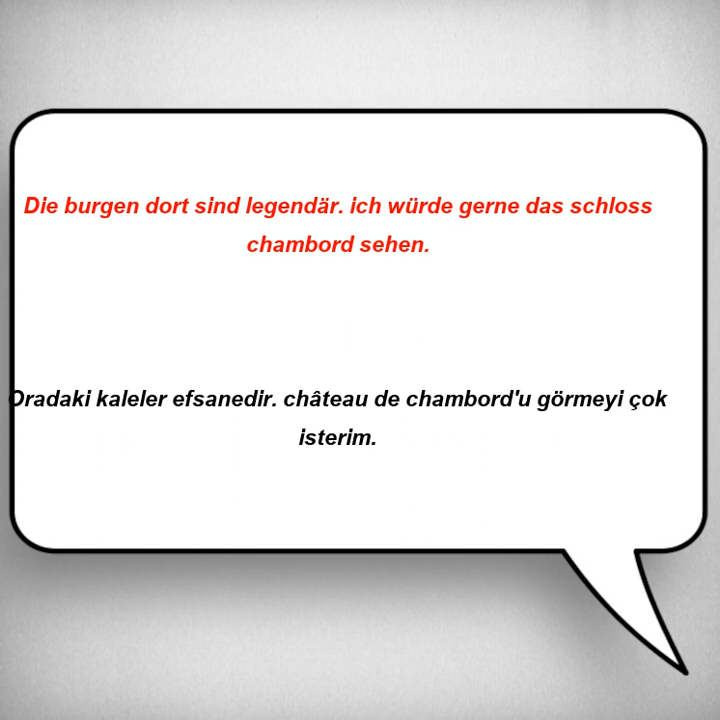 Die burgen dort sind legendär. ich würde gerne das schloss
chambord sehen.
Oradaki kaleler efsanedir. château de chambord'u görmeyi çok
isterim.